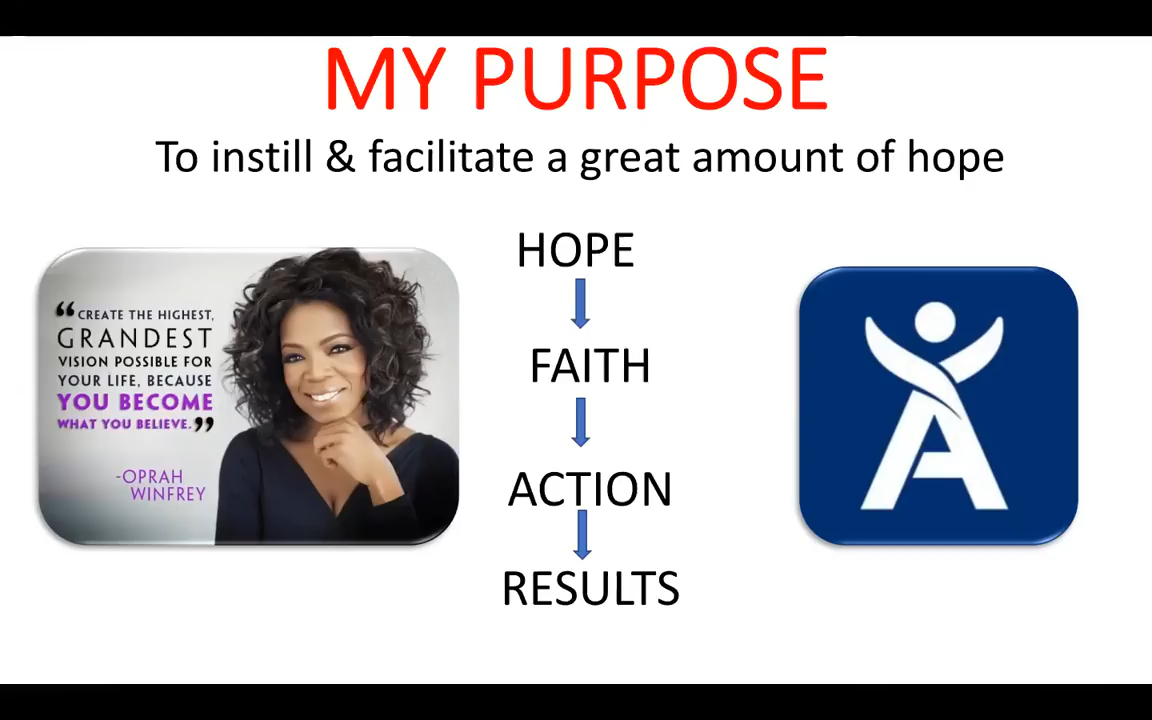 MY PURPOSE
To instill & facilitate a great amount of hope
HOPE
FAITH
ACTION
RESULTS
“CREATE THE HIGHEST,
GRANDEST
VISION POSSIBLE FOR
YOUR LIFE, BECAUSE
YOU BECOME
WHAT YOU BELIEVE.”
-OPRAH
WINFREY
A